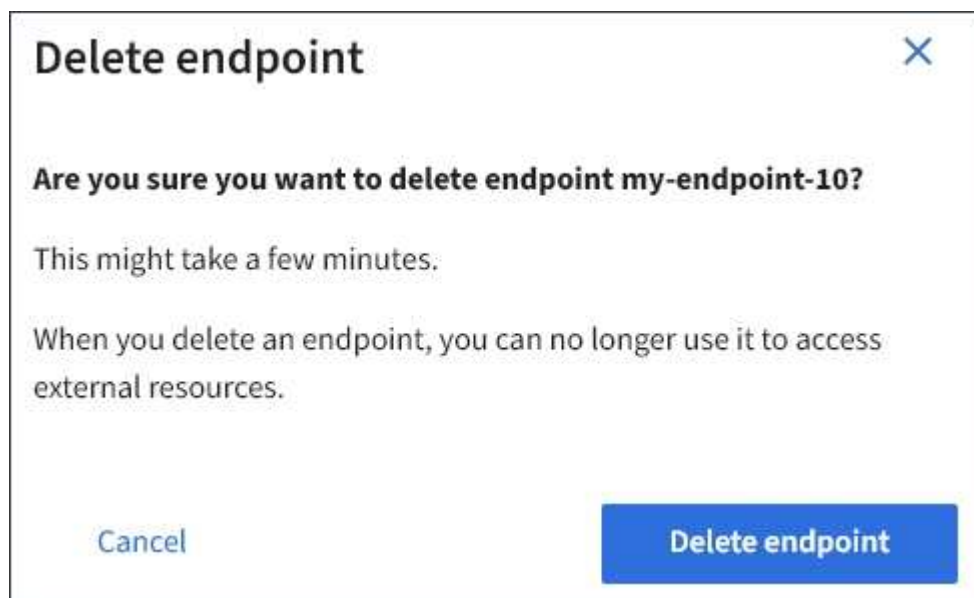 Delete endpoint
Are you sure you want to delete endpoint my-endpoint-10?
This might take a few minutes.
When you delete an endpoint, you can no longer use it to access
external resources.
Cancel
Delete endpoint